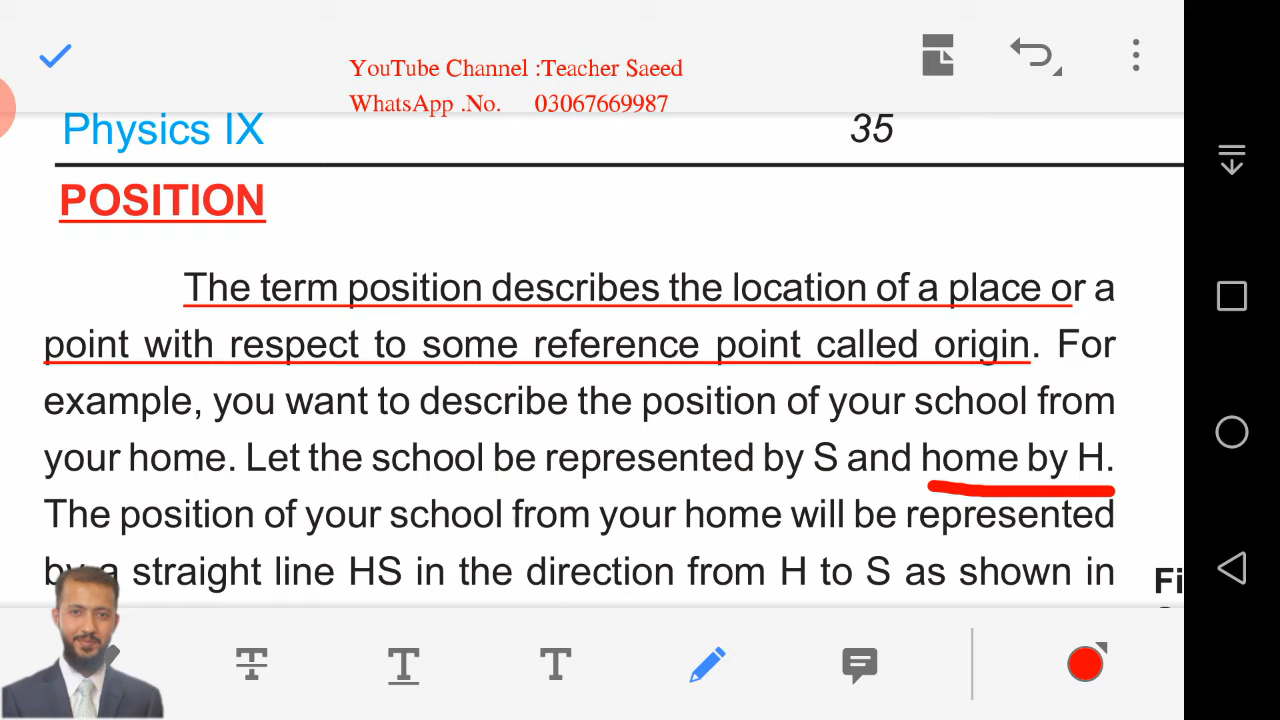 YouTube Channel :Teacher Saeed
WhatsApp .No. 03067669987
Physics IX 35
POSITION
The term position describes the location of a place or a
point with respect to some reference point called origin. For
example, you want to describe the position of your school from
your home. Let the school be represented by S and home by H.
The position of your school from your home will be represented
by a straight line HS in the direction from H to S as shown in
Fi
T T T